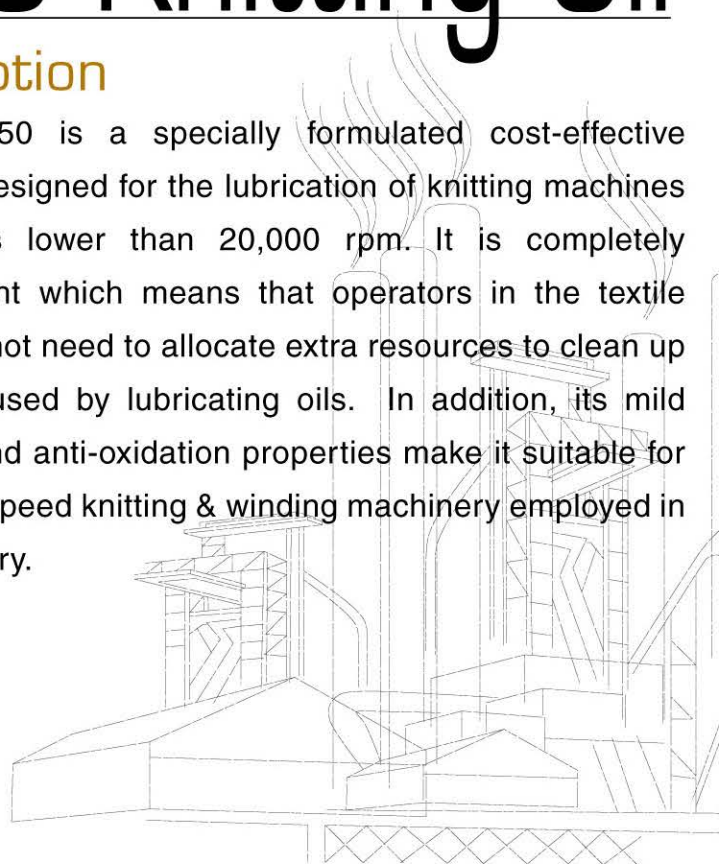 Knitting Oil
ption
50 is a specially formulated cost-effective
esigned for the lubrication of knitting machines
s lower than 20,000 rpm. It is completely
nt which means that operators in the textile
not need to allocate extra resources to clean up
used by lubricating oils. In addition, its mild
nd anti-oxidation properties make it suitable for
peed knitting & winding machinery employed in
ry.